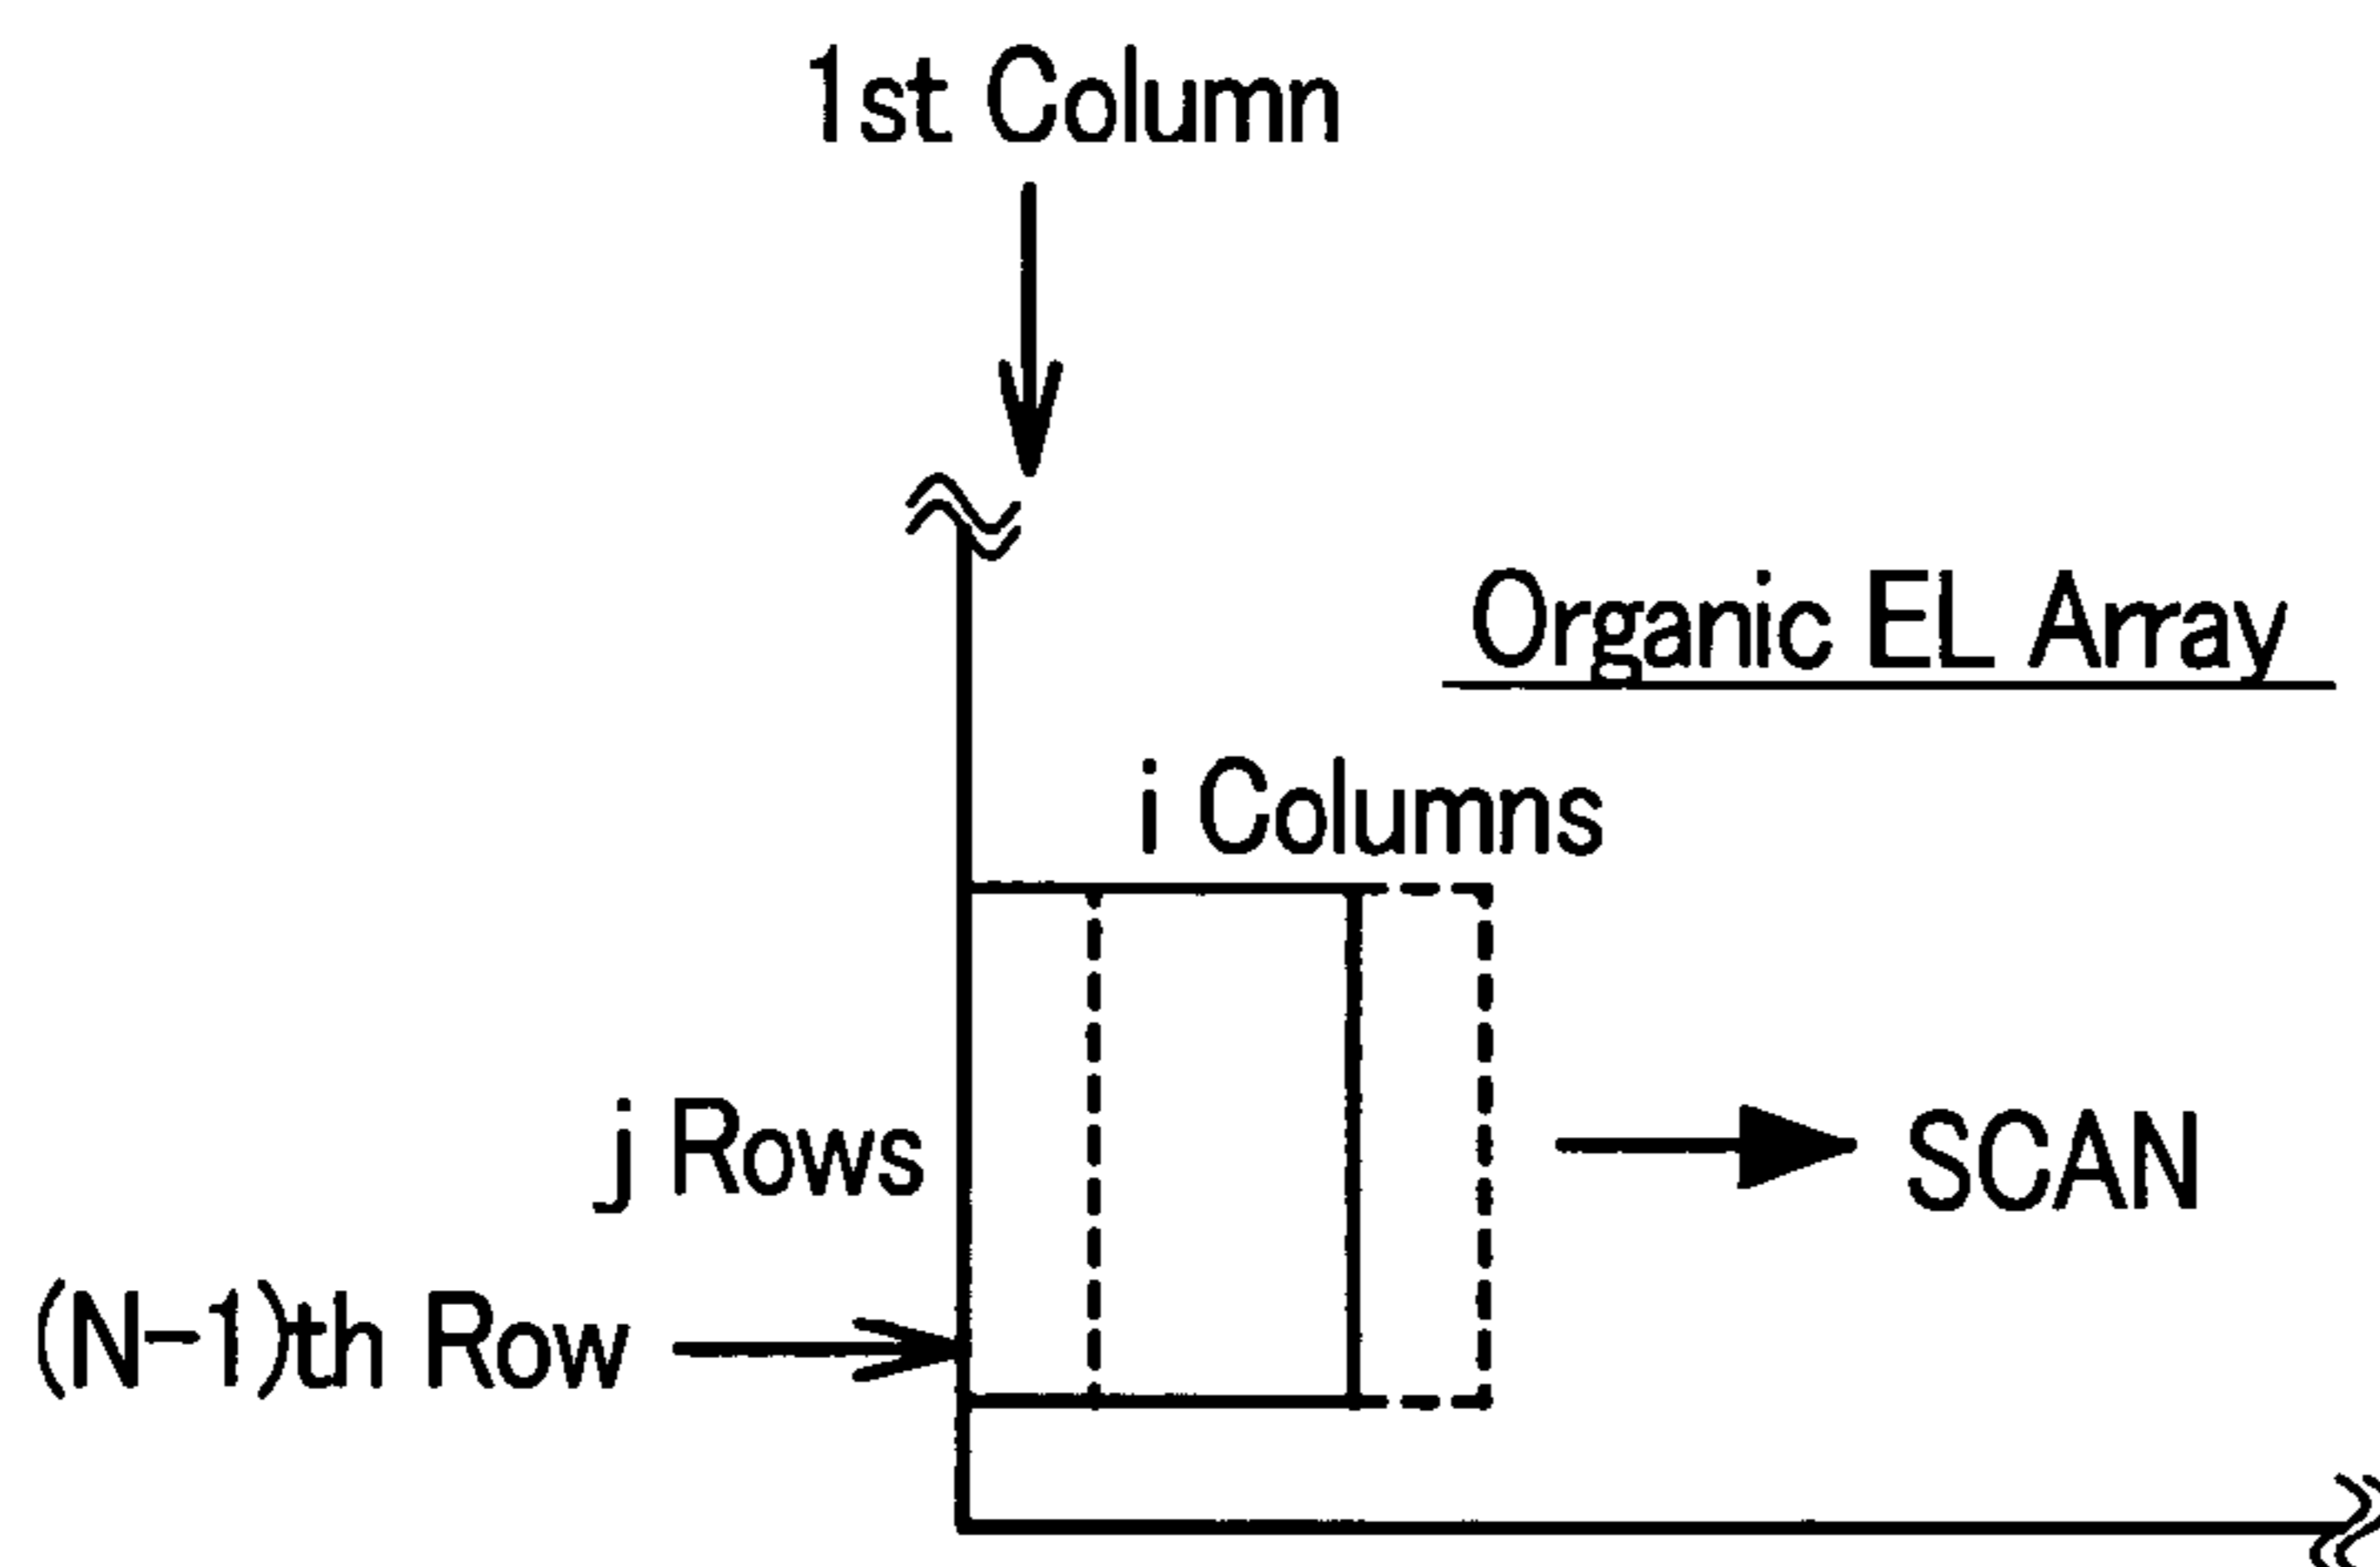 1st Column
Organic EL Array
i Columns
j Rows
SCAN
(N-1)th Row